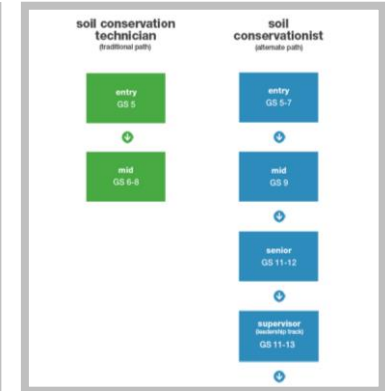 soil conservation
technician
(traditional path)
entry
GS 5
mid
GS 6-8
soil
conservationist
(alternate path)
entry
GS 5-7
mid
GS 9
senior
GS 11-12
supervisor
(leadership track)
GS 11-13